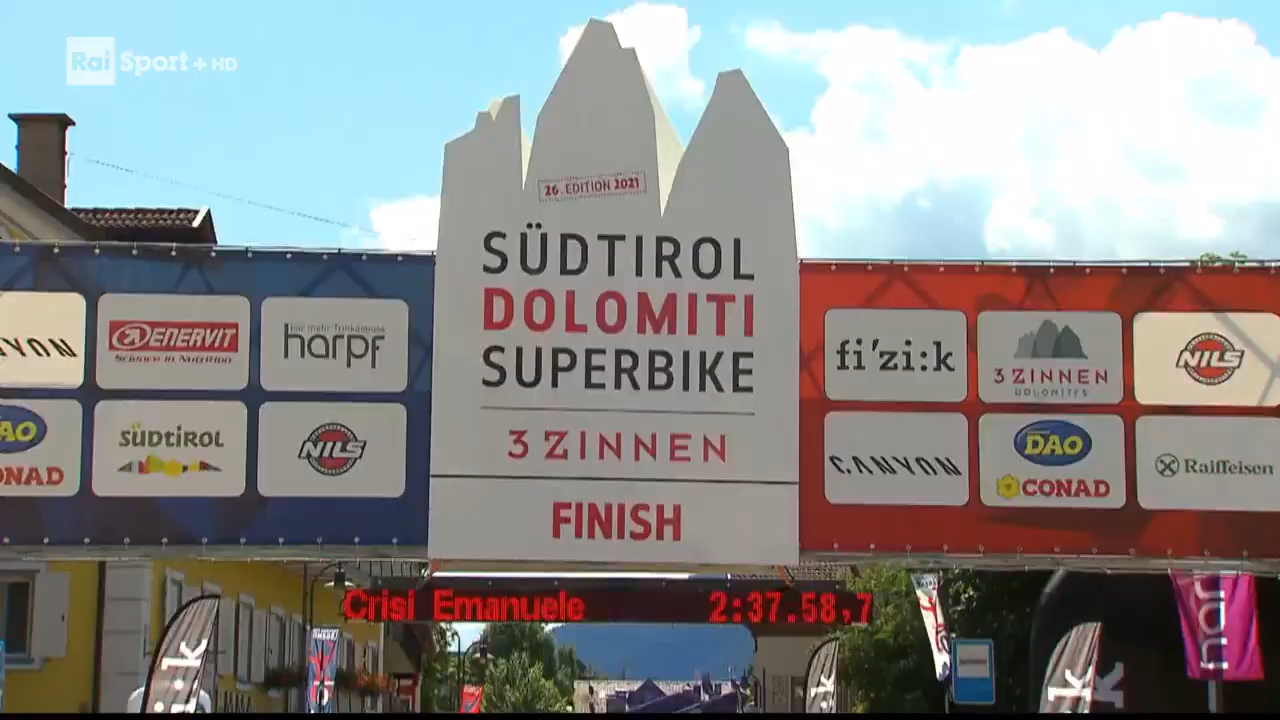 Rai Sport + HD
26. EDITION 2021
SÜDTIROL
DOLOMITI
SUPERBIKE
3 ZINNEN
FINISH
ENERVIT
Science in Nutrition
harpf
DAO
CONAD
SÜDTIROL
NILS
fi'zi:k
3 ZINNEN
DOLOMITES
NILS
CANYON
DAO
CONAD
Raiffeisen
Crisi Emanuele 2:37.58,7